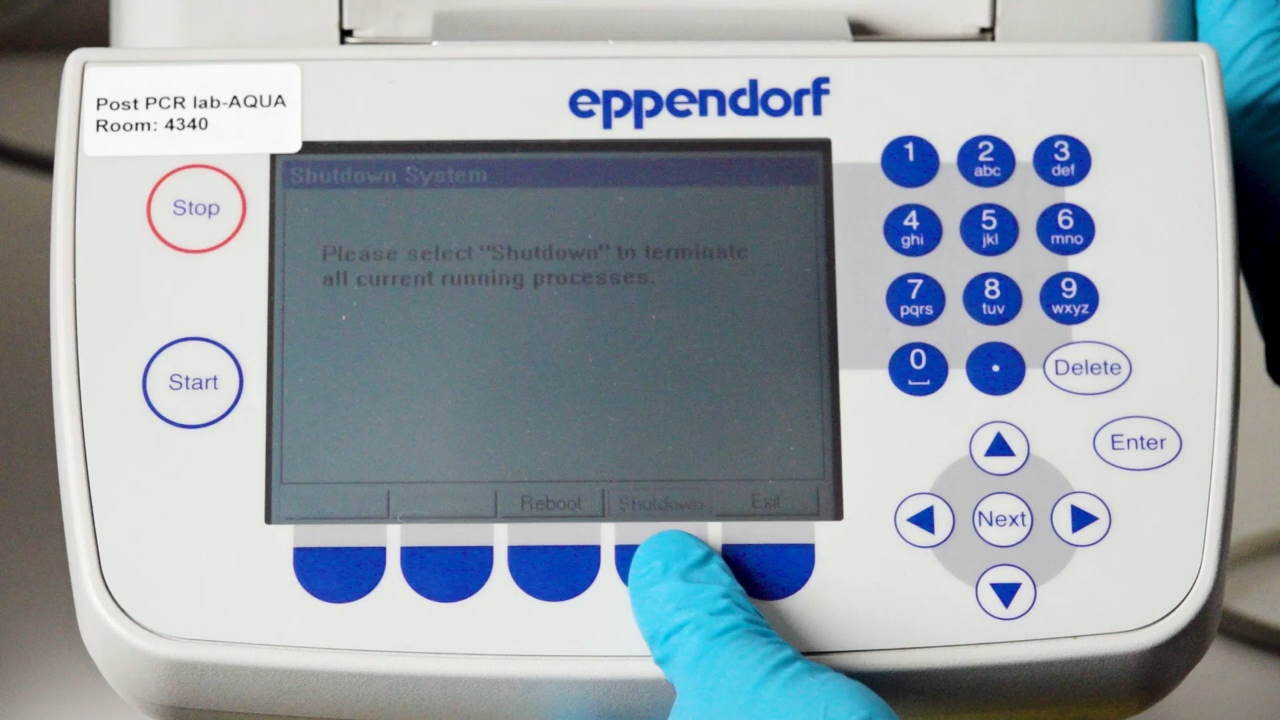 Post PCR lab-AQUA
Room: 4340
eppendorf
Stop
Start
Shutdown System
Please select "Shutdown" to terminate
all current running processes.
Reboot
Shutdown
Exit
1
2
abc
3
def
4
ghi
5
jkl
6
mno
7
pqrs
8
tuv
9
wxyz
0
Delete
Enter
Next